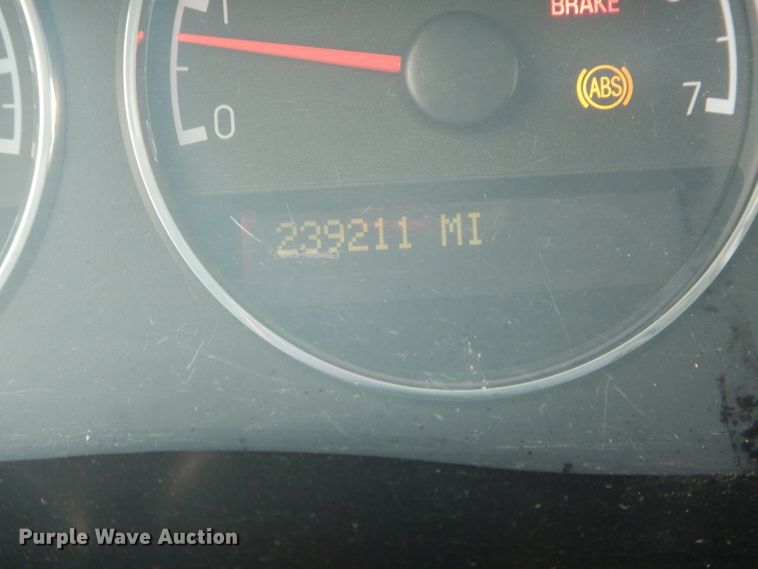 1
BRAKE
ABS
7
0
239211 MI
Purple Wave Auction